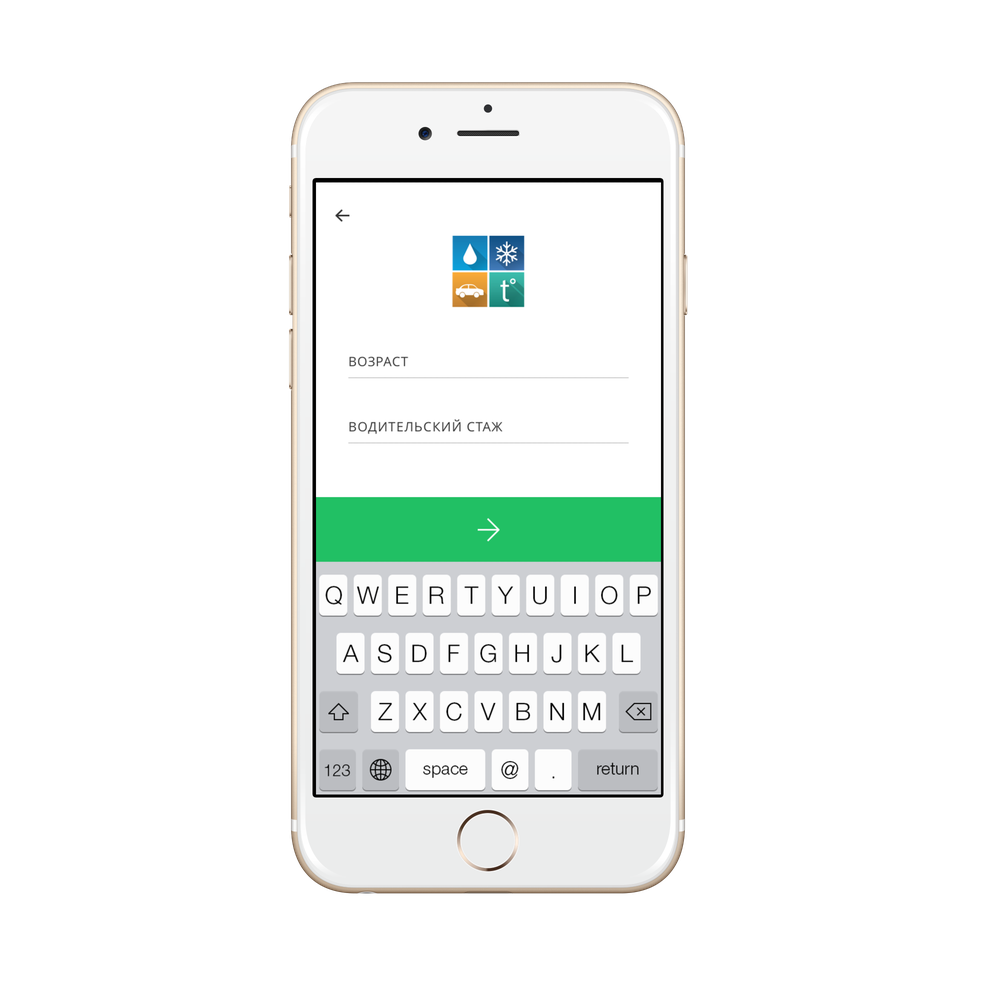 t°
ВОЗРАСТ
ВОДИТЕЛЬСКИЙ СТАЖ
Q W E R T Y U I O P
A S D F G H J K L
Z X C V B N M
123 space @ . return